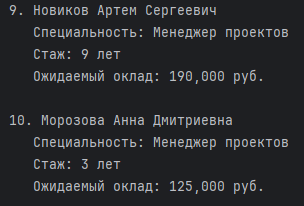 9. Новиков Артем Сергеевич
Специальность: Менеджер проектов
Стаж: 9 лет
Ожидаемый оклад: 190,000 руб.
10. Морозова Анна Дмитриевна
Специальность: Менеджер проектов
Стаж: 3 лет
Ожидаемый оклад: 125,000 руб.